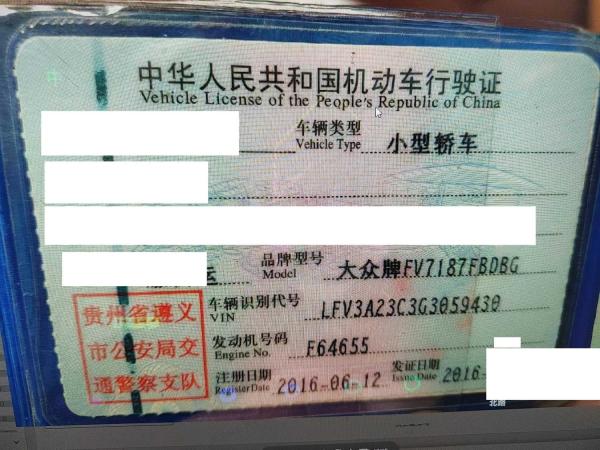 中华人民共和国机动车行驶证
Vehicle License of the People's Republic of China
车辆类型 小型轿车
Vehicle Type
运
品牌型号 大众牌FV7187FBDBG
Model
贵州省遵义
市公安局交
通警察支队
车辆识别代号 LFV3A23C3G3059430
VIN
发动机号码 F64655
Engine No.
注册日期 2016-06-12
Register Date
发证日期 2016-
Issue Date
北路